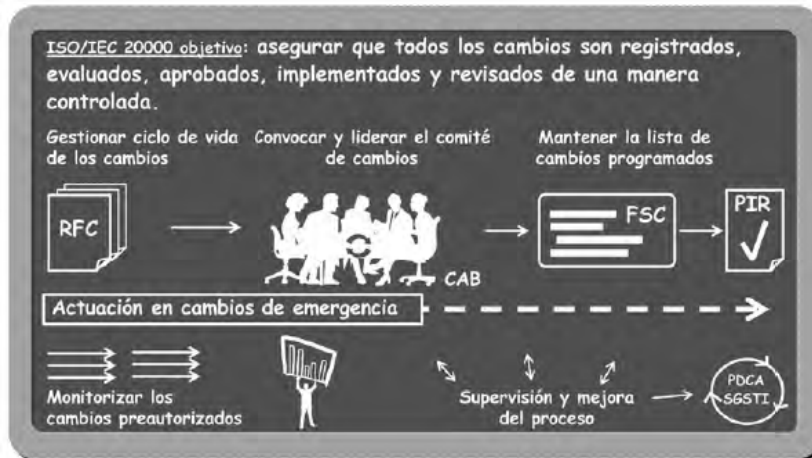 ISO/IEC 20000 objetivo: asegurar que todos los cambios son registrados,
evaluados, aprobados, implementados y revisados de una manera
controlada.
Gestionar ciclo de vida
de los cambios
Convocar y liderar el comité
de cambios
Mantener la lista de
cambios programados
RFC
CAB
FSC
PIR
Actuación en cambios de emergencia
Monitorizar los
cambios preautorizados
Supervisión y mejora
del proceso
PDCA
SGSTI